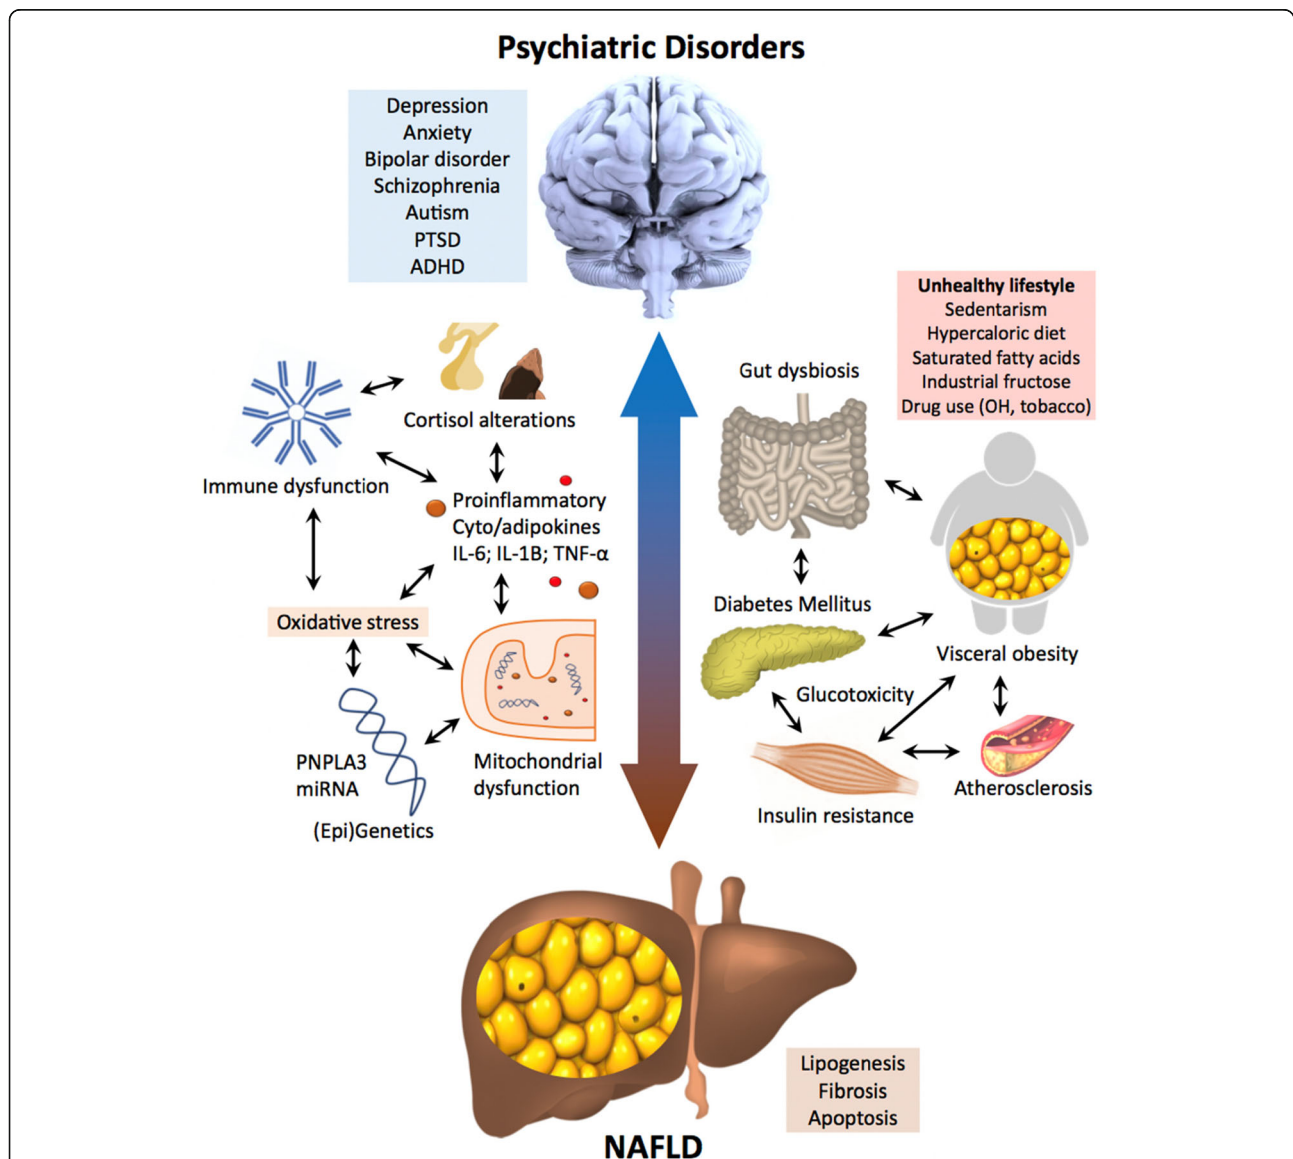 Psychiatric Disorders
Depression
Anxiety
Bipolar disorder
Schizophrenia
Autism
PTSD
ADHD
Unhealthy lifestyle
Sedentarism
Hypercaloric diet
Saturated fatty acids
Industrial fructose
Drug use (OH, tobacco)
Cortisol alterations
Immune dysfunction
Proinflammatory
Cyto/adipokines
IL-6; IL-1B; TNF-α
Oxidative stress
PNPLA3
miRNA
(Epi)Genetics
Mitochondrial
dysfunction
Gut dysbiosis
Diabetes Mellitus
Visceral obesity
Glucotoxicity
Atherosclerosis
Insulin resistance
Lipogenesis
Fibrosis
Apoptosis
NAFLD